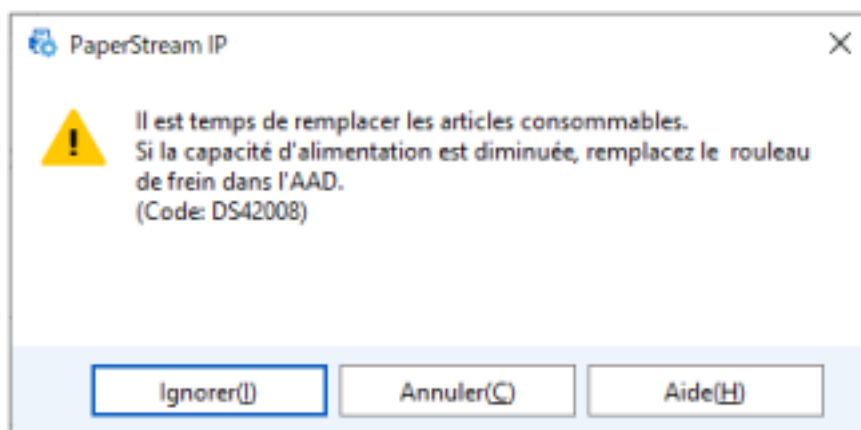 PaperStream IP
Il est temps de remplacer les articles consommables.
Si la capacité d'alimentation est diminuée, remplacez le rouleau
de frein dans l'AAD.
(Code: DS42008)
Ignorer(I)
Annuler(C)
Aide(H)